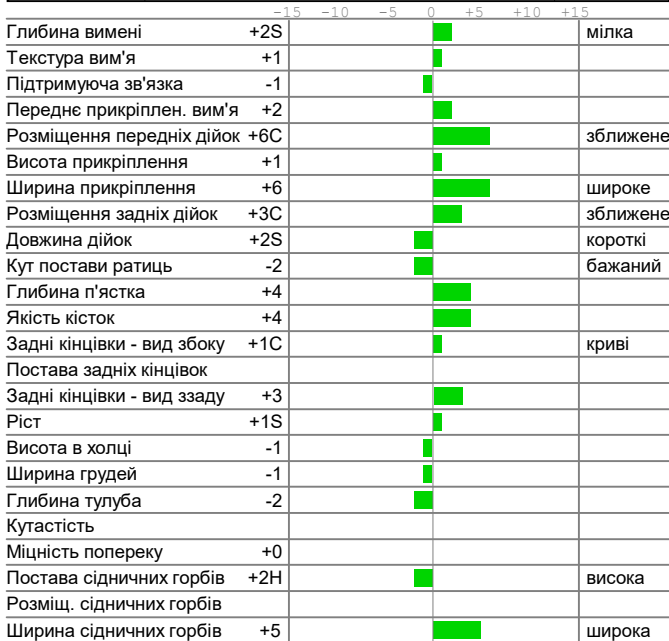 -15 -10 -5 0 +5 +10 +15
Глибина вимені +2S мілка
Текстура вим'я +1
Підтримуюча зв'язка -1
Переднє прикріплен. вим'я +2
Розміщення передніх дійок +6C зближене
Висота прикріплення +1
Ширина прикріплення +6 широке
Розміщення задніх дійок +3C зближене
Довжина дійок +2S короткі
Кут постави ратиць -2 бажаний
Глибина п'ястка +4
Якість кісток +4
Задні кінцівки - вид збоку +1C криві
Постава задніх кінцівок
Задні кінцівки - вид ззаду +3
Ріст +1S
Висота в холці -1
Ширина грудей -1
Глибина тулуба -2
Кутастість
Міцність попереку +0
Постава сідничних горбів +2H висока
Розміщ. сідничних горбів
Ширина сідничних горбів +5 широка